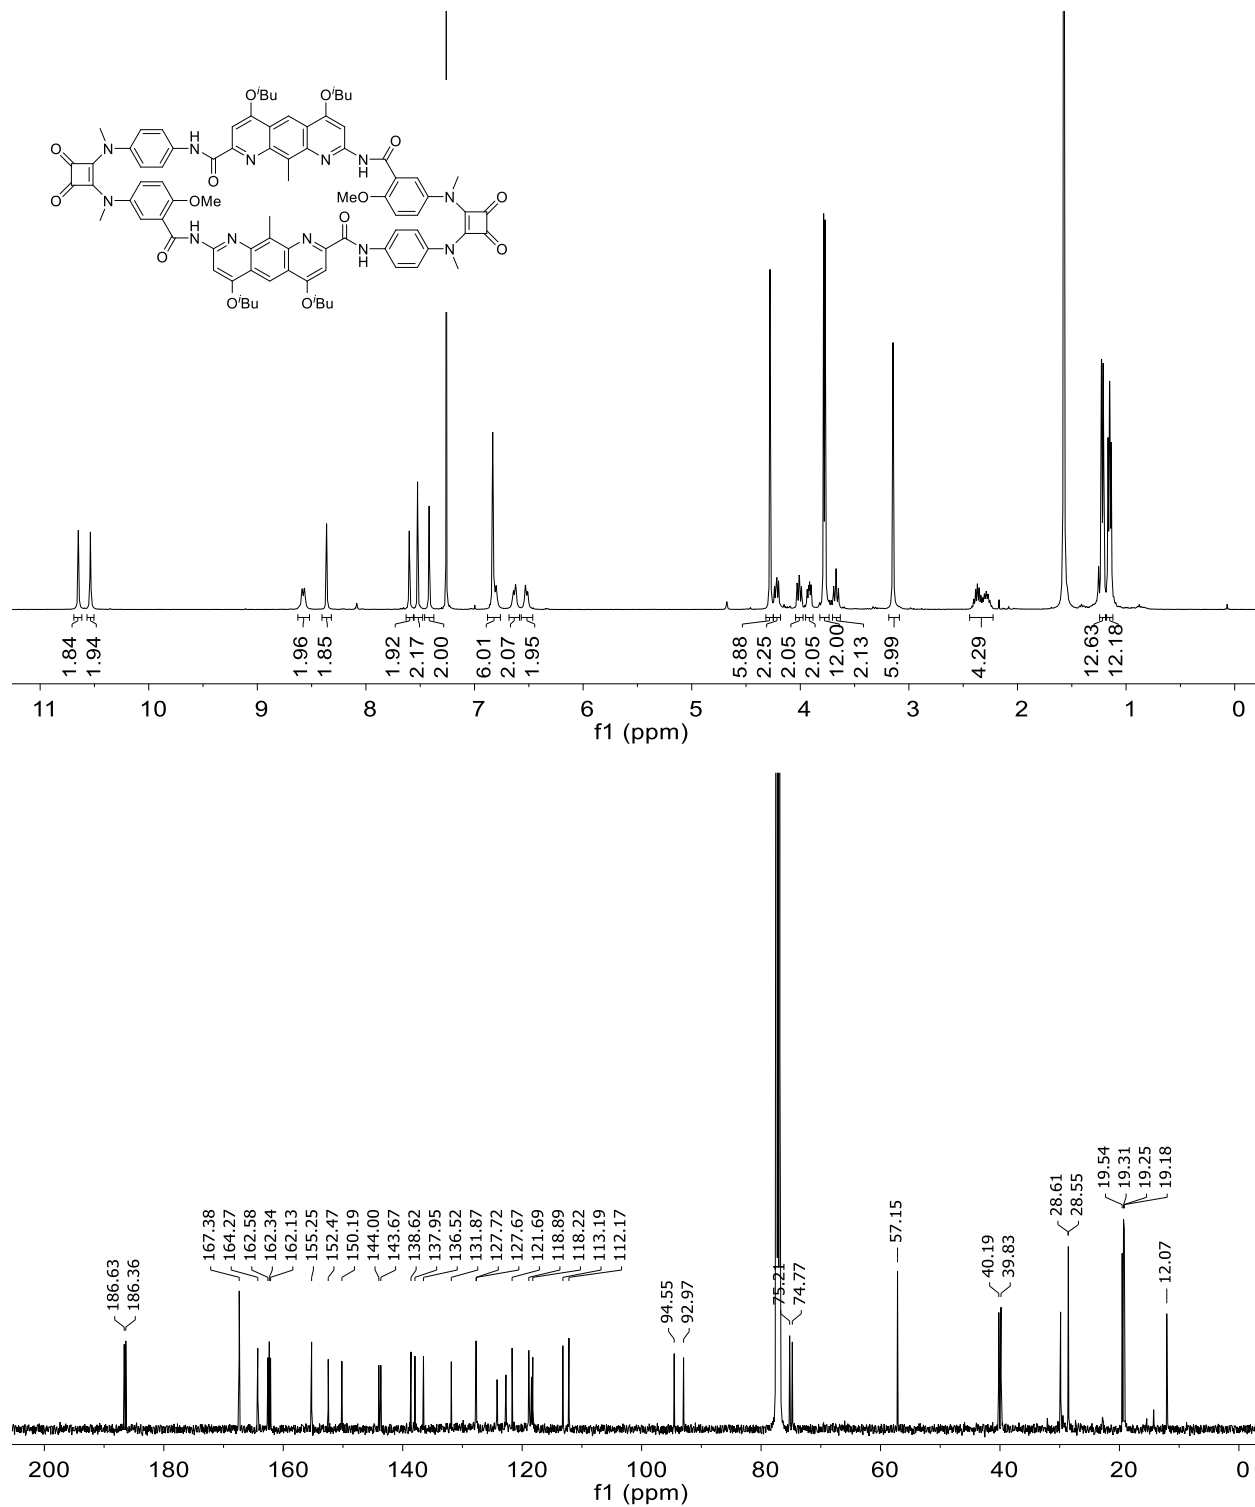 OiBu OiBu
O N NH O N N NH O
O N OMe MeO N O
O NH N N O N H N O
OiBu OiBu
1.84 1.94 1.96 1.85 1.92 2.17 2.00 6.01 2.07 1.95 5.88 2.25 2.05 2.05 12.00 2.13 5.99 4.29 12.63 12.18
11 10 9 8 7 6 5 4 3 2 1 0
f1 (ppm)
186.63 186.36 167.38 164.27 162.58 162.34 162.13 155.25 152.47 150.19 144.00 143.67 138.62 137.95 136.52 131.87 127.72 127.67 121.69 118.89 118.22 113.19 112.17 94.55 92.97 75.21 74.77 57.15 40.19 39.83 28.61 28.55 19.54 19.31 19.25 19.18 12.07
200 180 160 140 120 100 80 60 40 20 0
f1 (ppm)